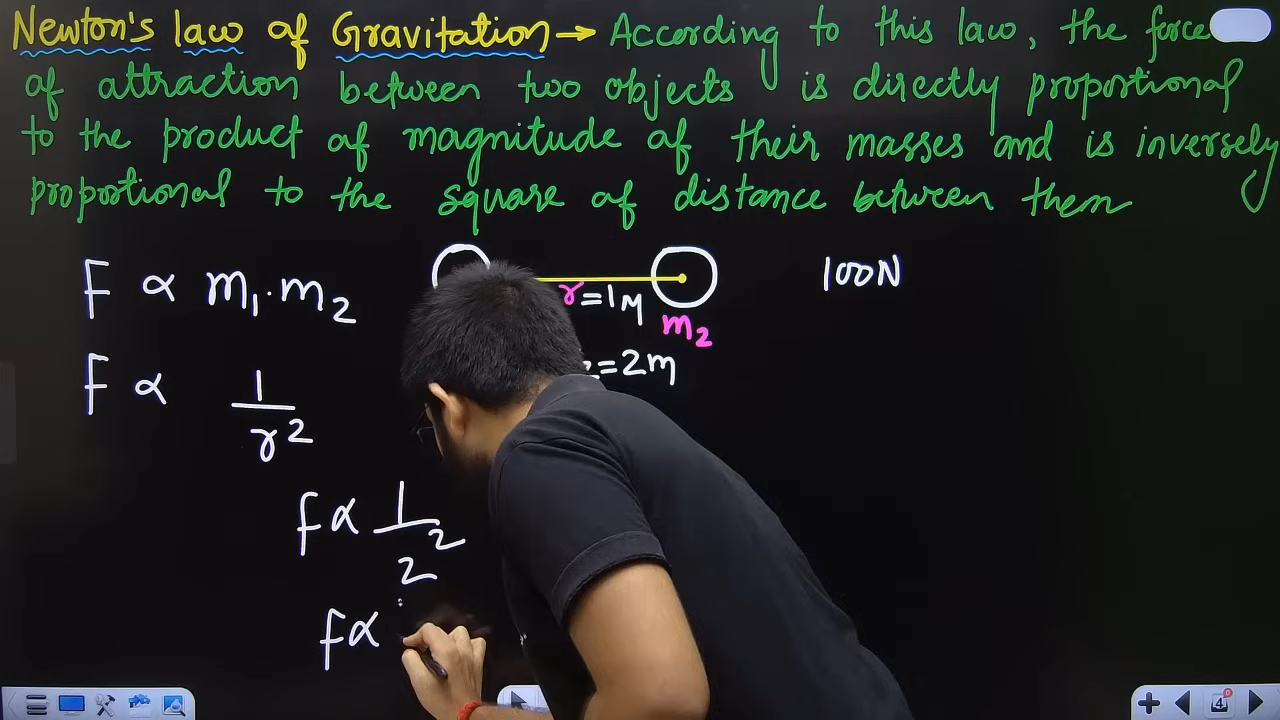 Newton's law of Gravitation → According to this law, the force
of attraction between two objects is directly proportional
to the product of magnitude of their masses and is inversely
proportional to the square of distance between them
F ∝ m₁·m₂
r=1M
m₂
100N
F ∝ 1/r²
=2m
F∝ 1/2²
F∝
4